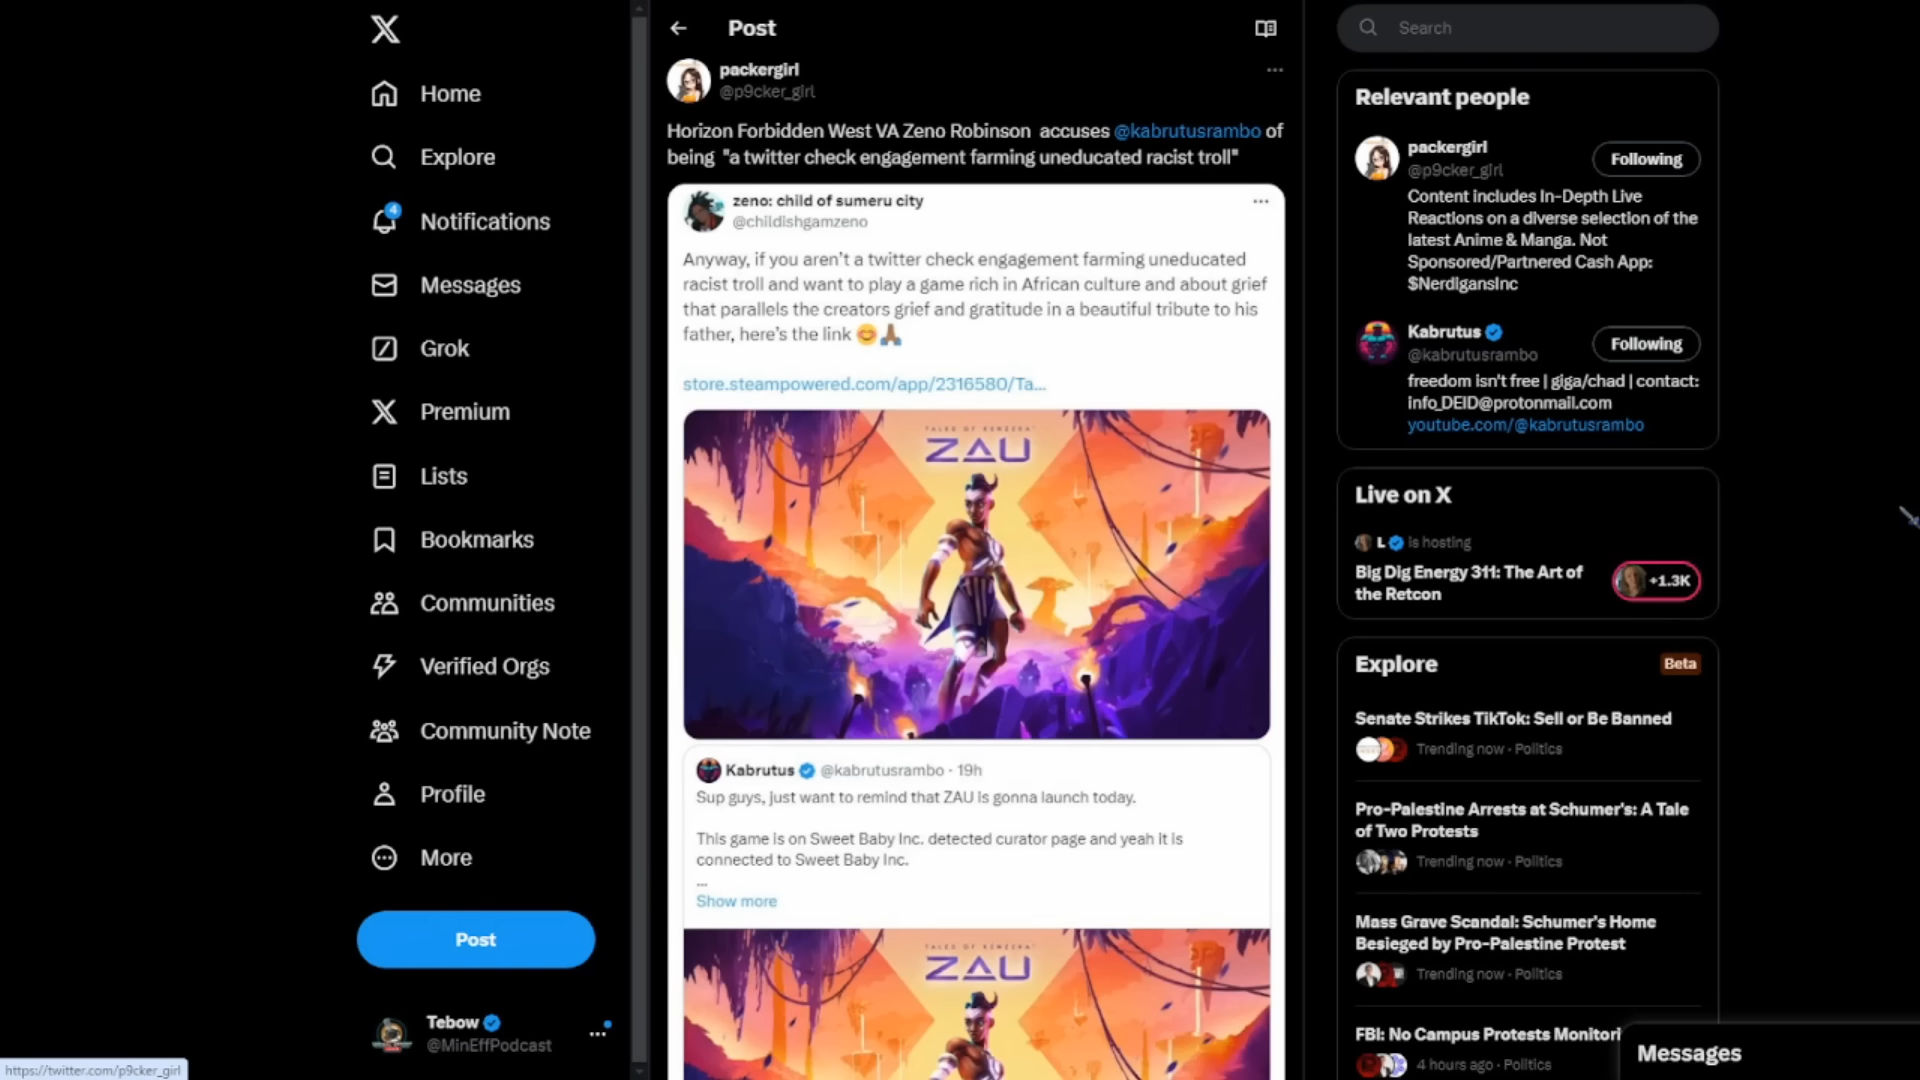 Home
Explore
4
Notifications
Messages
Grok
Premium
Lists
Bookmarks
Communities
Verified Orgs
Community Note
Profile
More
Post
Tebow
@MinEffPodcast
https://twitter.com/p9cker_girl
Post
packergirl
@p9cker_girl
Horizon Forbidden West VA Zeno Robinson accuses @kabrutusrambo of
being "a twitter check engagement farming uneducated racist troll"
zeno: child of sumeru city
@childishgamzeno
Anyway, if you aren't a twitter check engagement farming uneducated
racist troll and want to play a game rich in African culture and about grief
that parallels the creators grief and gratitude in a beautiful tribute to his
father, here's the link 😊🙏🏾
store.steampowered.com/app/2316580/Ta...
TALES OF KENZERA
ZAU
Kabrutus @kabrutusrambo · 19h
Sup guys, just want to remind that ZAU is gonna launch today.
This game is on Sweet Baby Inc. detected curator page and yeah it is
connected to Sweet Baby Inc.
...
Show more
TALES OF KENZERA
ZAU
Search
Relevant people
packergirl
Following
@p9cker_girl
Content includes In-Depth Live
Reactions on a diverse selection of the
latest Anime & Manga. Not
Sponsored/Partnered Cash App:
$NerdigansInc
Kabrutus
Following
@kabrutusrambo
freedom isn't free | giga/chad | contact:
info_DEID@protonmail.com
youtube.com/@kabrutusrambo
Live on X
L is hosting
Big Dig Energy 311: The Art of
the Retcon
+1.3K
Explore
Beta
Senate Strikes TikTok: Sell or Be Banned
Trending now · Politics
Pro-Palestine Arrests at Schumer's: A Tale
of Two Protests
Trending now · Politics
Mass Grave Scandal: Schumer's Home
Besieged by Pro-Palestine Protest
Trending now · Politics
FBI: No Campus Protests Monitori
4 hours ago · Politics
Messages